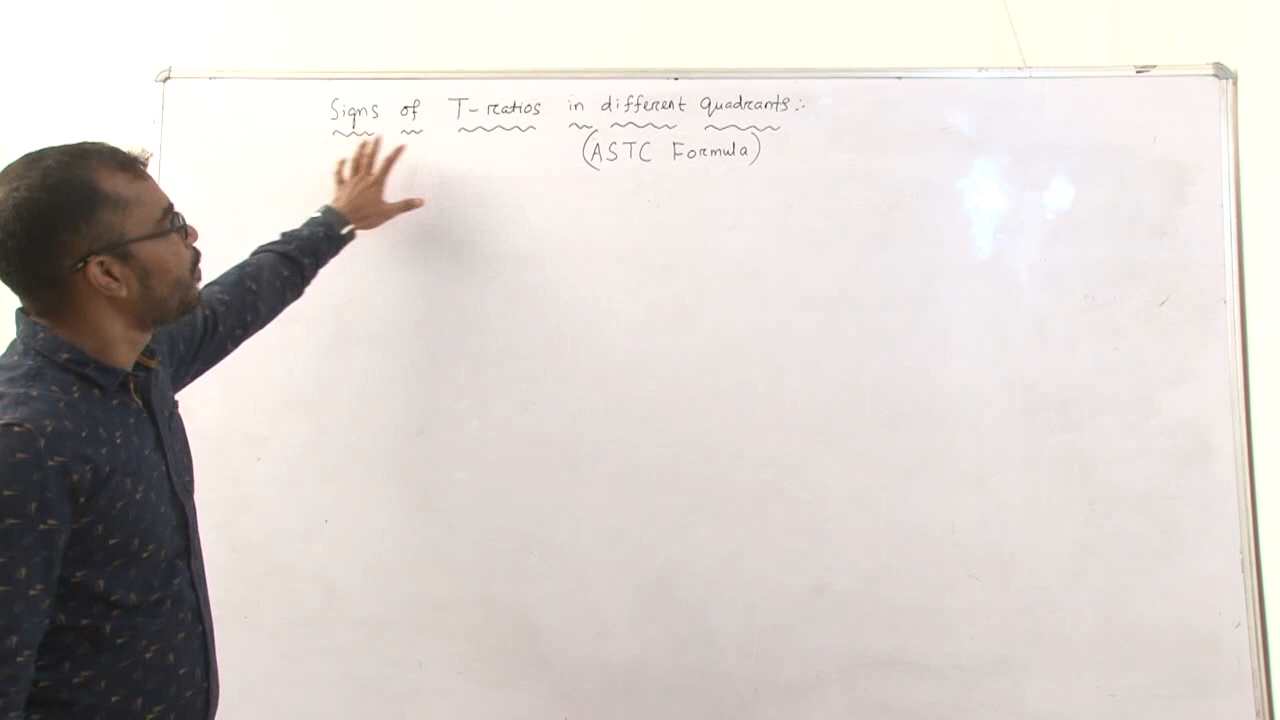 Signs of T-ratios in different quadrants :-
(ASTC Formula)